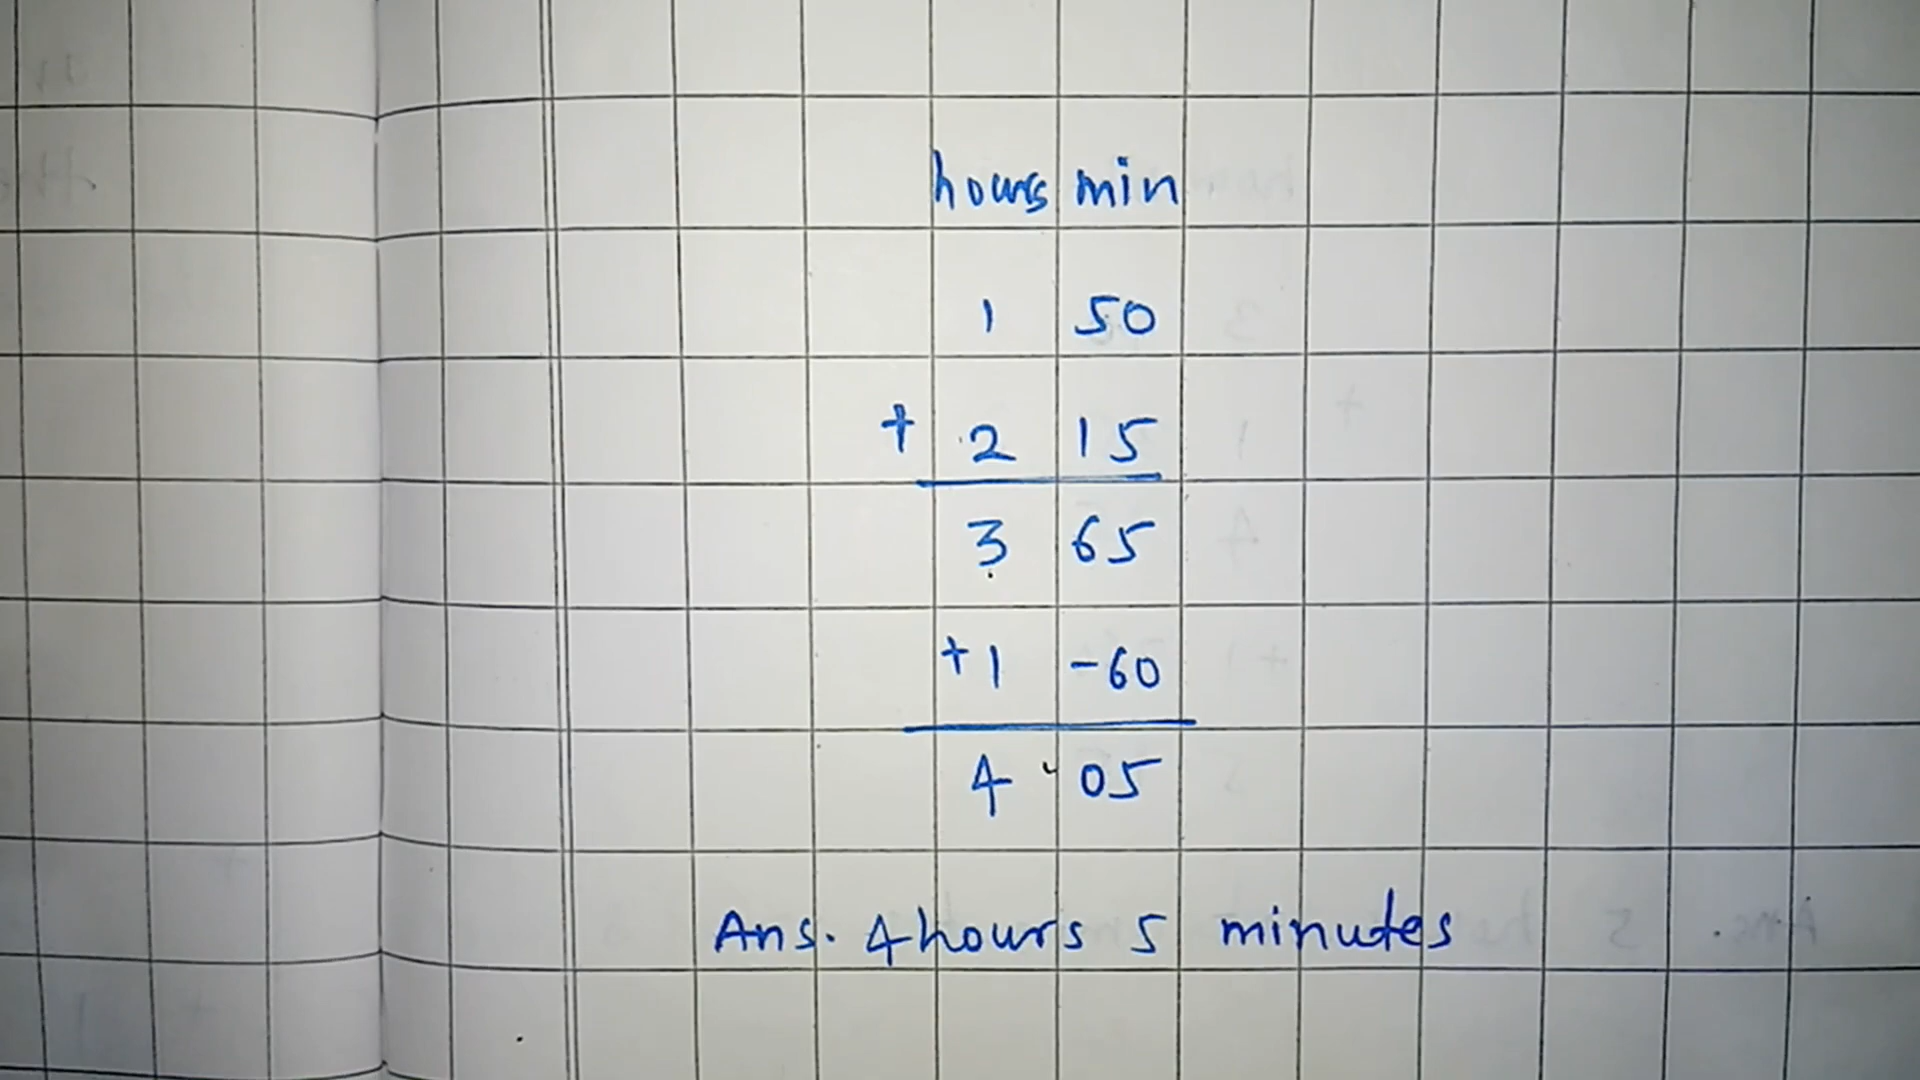 hours min
1 50
+ 2 15
3 65
+1 -60
4 05
Ans. 4 hours 5 minutes